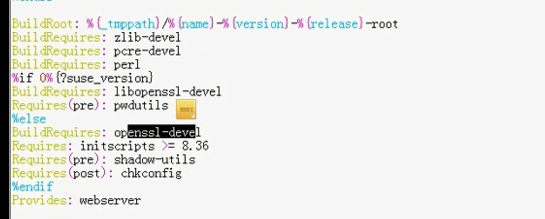 BuildRoot: %{_tmppath}/%{name}-%{version}-%{release}-root
BuildRequires: zlib-devel
BuildRequires: pcre-devel
BuildRequires: perl
%if 0%{?suse_version}
BuildRequires: libopenssl-devel
Requires(pre): pwdutils
%else
BuildRequires: openssl-devel
Requires: initscripts >= 8.36
Requires(pre): shadow-utils
Requires(post): chkconfig
%endif
Provides: webserver